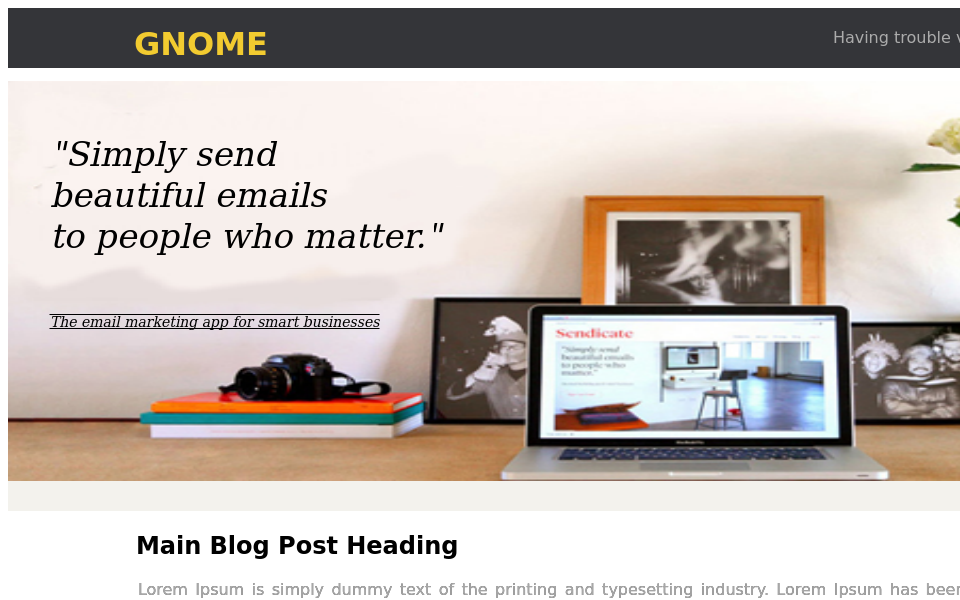 GNOME
Having trouble
"Simply send
beautiful emails
to people who matter."
The email marketing app for smart businesses
Sendicate
"Simply send
beautiful emails
to people who
matter."
Main Blog Post Heading
Lorem Ipsum is simply dummy text of the printing and typesetting industry. Lorem Ipsum has been